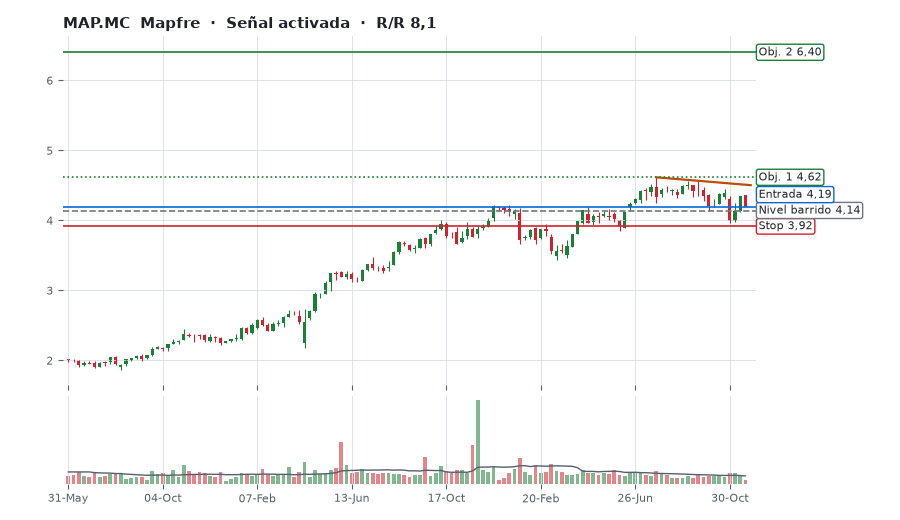 MAP.MC Mapfre · Señal activada · R/R 8,1
Obj. 2 6,40
6
5
Obj. 1 4,62
Entrada 4,19
4
Nivel barrido 4,14
Stop 3,92
3
2
31-May 04-Oct 07-Feb 13-Jun 17-Oct 20-Feb 26-Jun 30-Oct